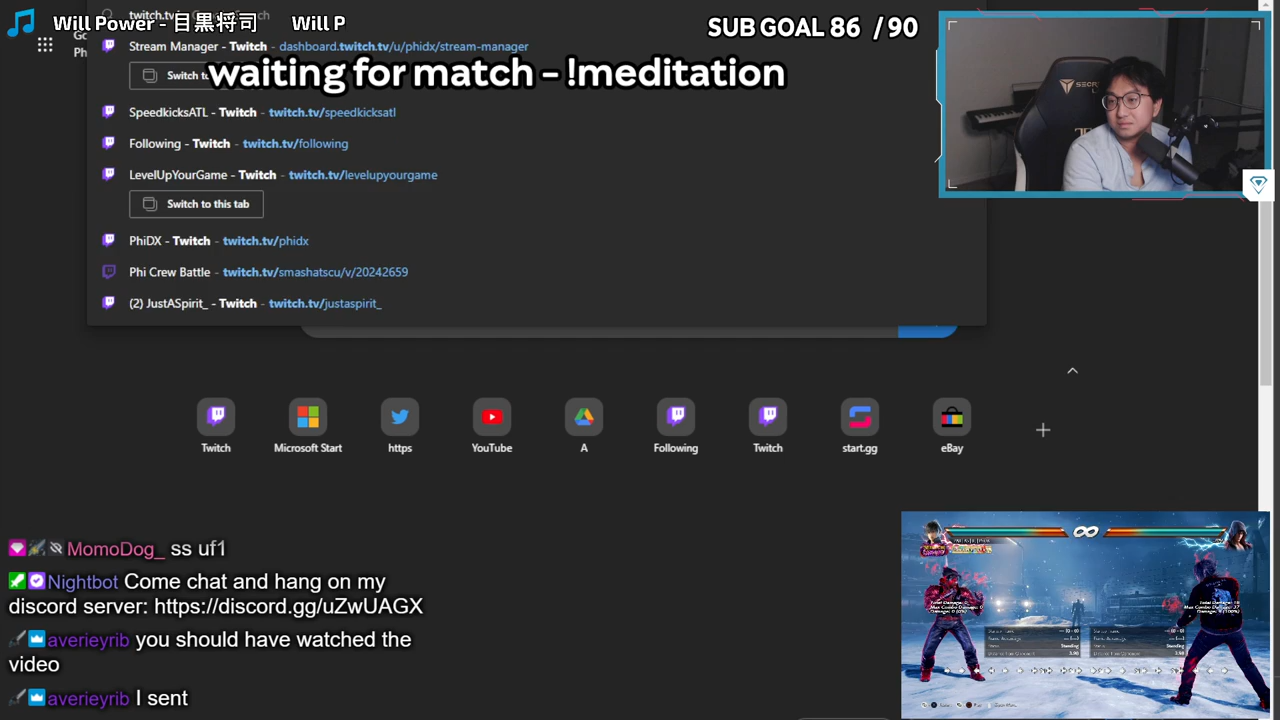 Will Power - 目黒将司 Will P
SUB GOAL 86 / 90
Stream Manager - Twitch - dashboard.twitch.tv/u/phidx/stream-manager
Switch to
waiting for match - !meditation
SpeedkicksATL - Twitch - twitch.tv/speedkicksatl
Following - Twitch - twitch.tv/following
LevelUpYourGame - Twitch - twitch.tv/levelupyourgame
Switch to this tab
PhiDX - Twitch - twitch.tv/phidx
Phi Crew Battle - twitch.tv/smashatscu/v/20242659
(2) JustASpirit_ - Twitch - twitch.tv/justaspirit_
Twitch
Microsoft Start
https
YouTube
A
Following
Twitch
start.gg
eBay
MomoDog_ ss uf1
Nightbot Come chat and hang on my
discord server: https://discord.gg/uZwUAGX
averieyrib you should have watched the
video
averieyrib I sent